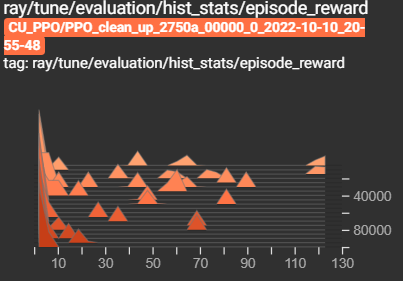 ray/tune/evaluation/hist_stats/episode_reward
CU_PPO/PPO_clean_up_2750a_00000_0_2022-10-10_20-
55-48
tag: ray/tune/evaluation/hist_stats/episode_reward
40000
80000
10 30 50 70 90 110 130